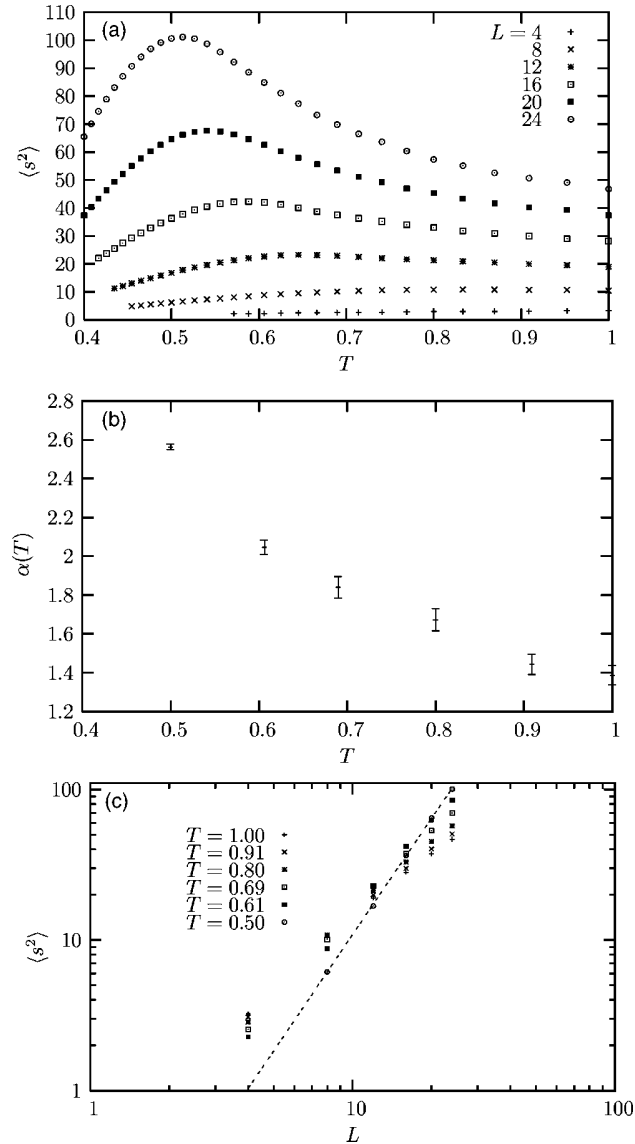 (a)
L = 4
8
12
16
20
24
110
100
90
80
70
60
50
40
30
20
10
0
⟨s²⟩
0.4 0.5 0.6 0.7 0.8 0.9 1
T
(b)
2.8
2.6
2.4
2.2
2
1.8
1.6
1.4
1.2
α(T)
0.4 0.5 0.6 0.7 0.8 0.9 1
T
(c)
T = 1.00
T = 0.91
T = 0.80
T = 0.69
T = 0.61
T = 0.50
100
10
1
⟨s²⟩
1 10 100
L